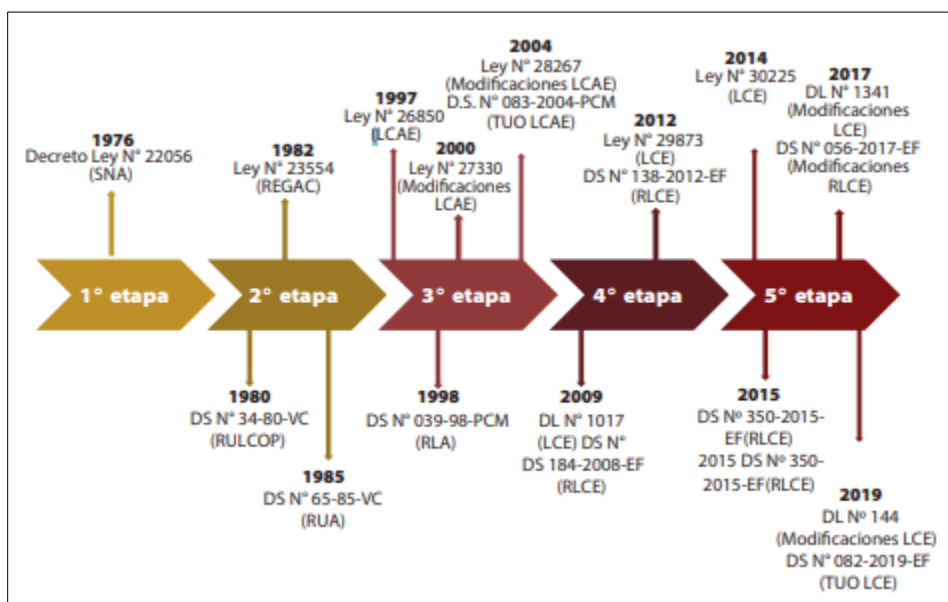 1976
Decreto Ley N° 22056
(SNA)
1982
Ley N° 23554
(REGAC)
1997
Ley N° 26850
(LCAE)
2000
Ley N° 27330
(Modificaciones
LCAE)
2004
Ley N° 28267
(Modificaciones LCAE)
D.S. N° 083-2004-PCM
(TUO LCAE)
2012
Ley N° 29873
(LCE)
DS N° 138-2012-EF
(RLCE)
2014
Ley N° 30225
(LCE)
2017
DL N° 1341
(Modificaciones
LCE)
DS N° 056-2017-EF
(Modificaciones
RLCE)
1° etapa
2° etapa
3° etapa
4° etapa
5° etapa
1980
DS N° 34-80-VC
(RULCOP)
1985
DS N° 65-85-VC
(RUA)
1998
DS N° 039-98-PCM
(RLA)
2009
DL N° 1017
(LCE) DS N°
DS 184-2008-EF
(RLCE)
2015
DS Nº 350-2015-
EF(RLCE)
2015 DS Nº 350-
2015-EF(RLCE)
2019
DL Nº 144
(Modificaciones LCE)
DS N° 082-2019-EF
(TUO LCE)